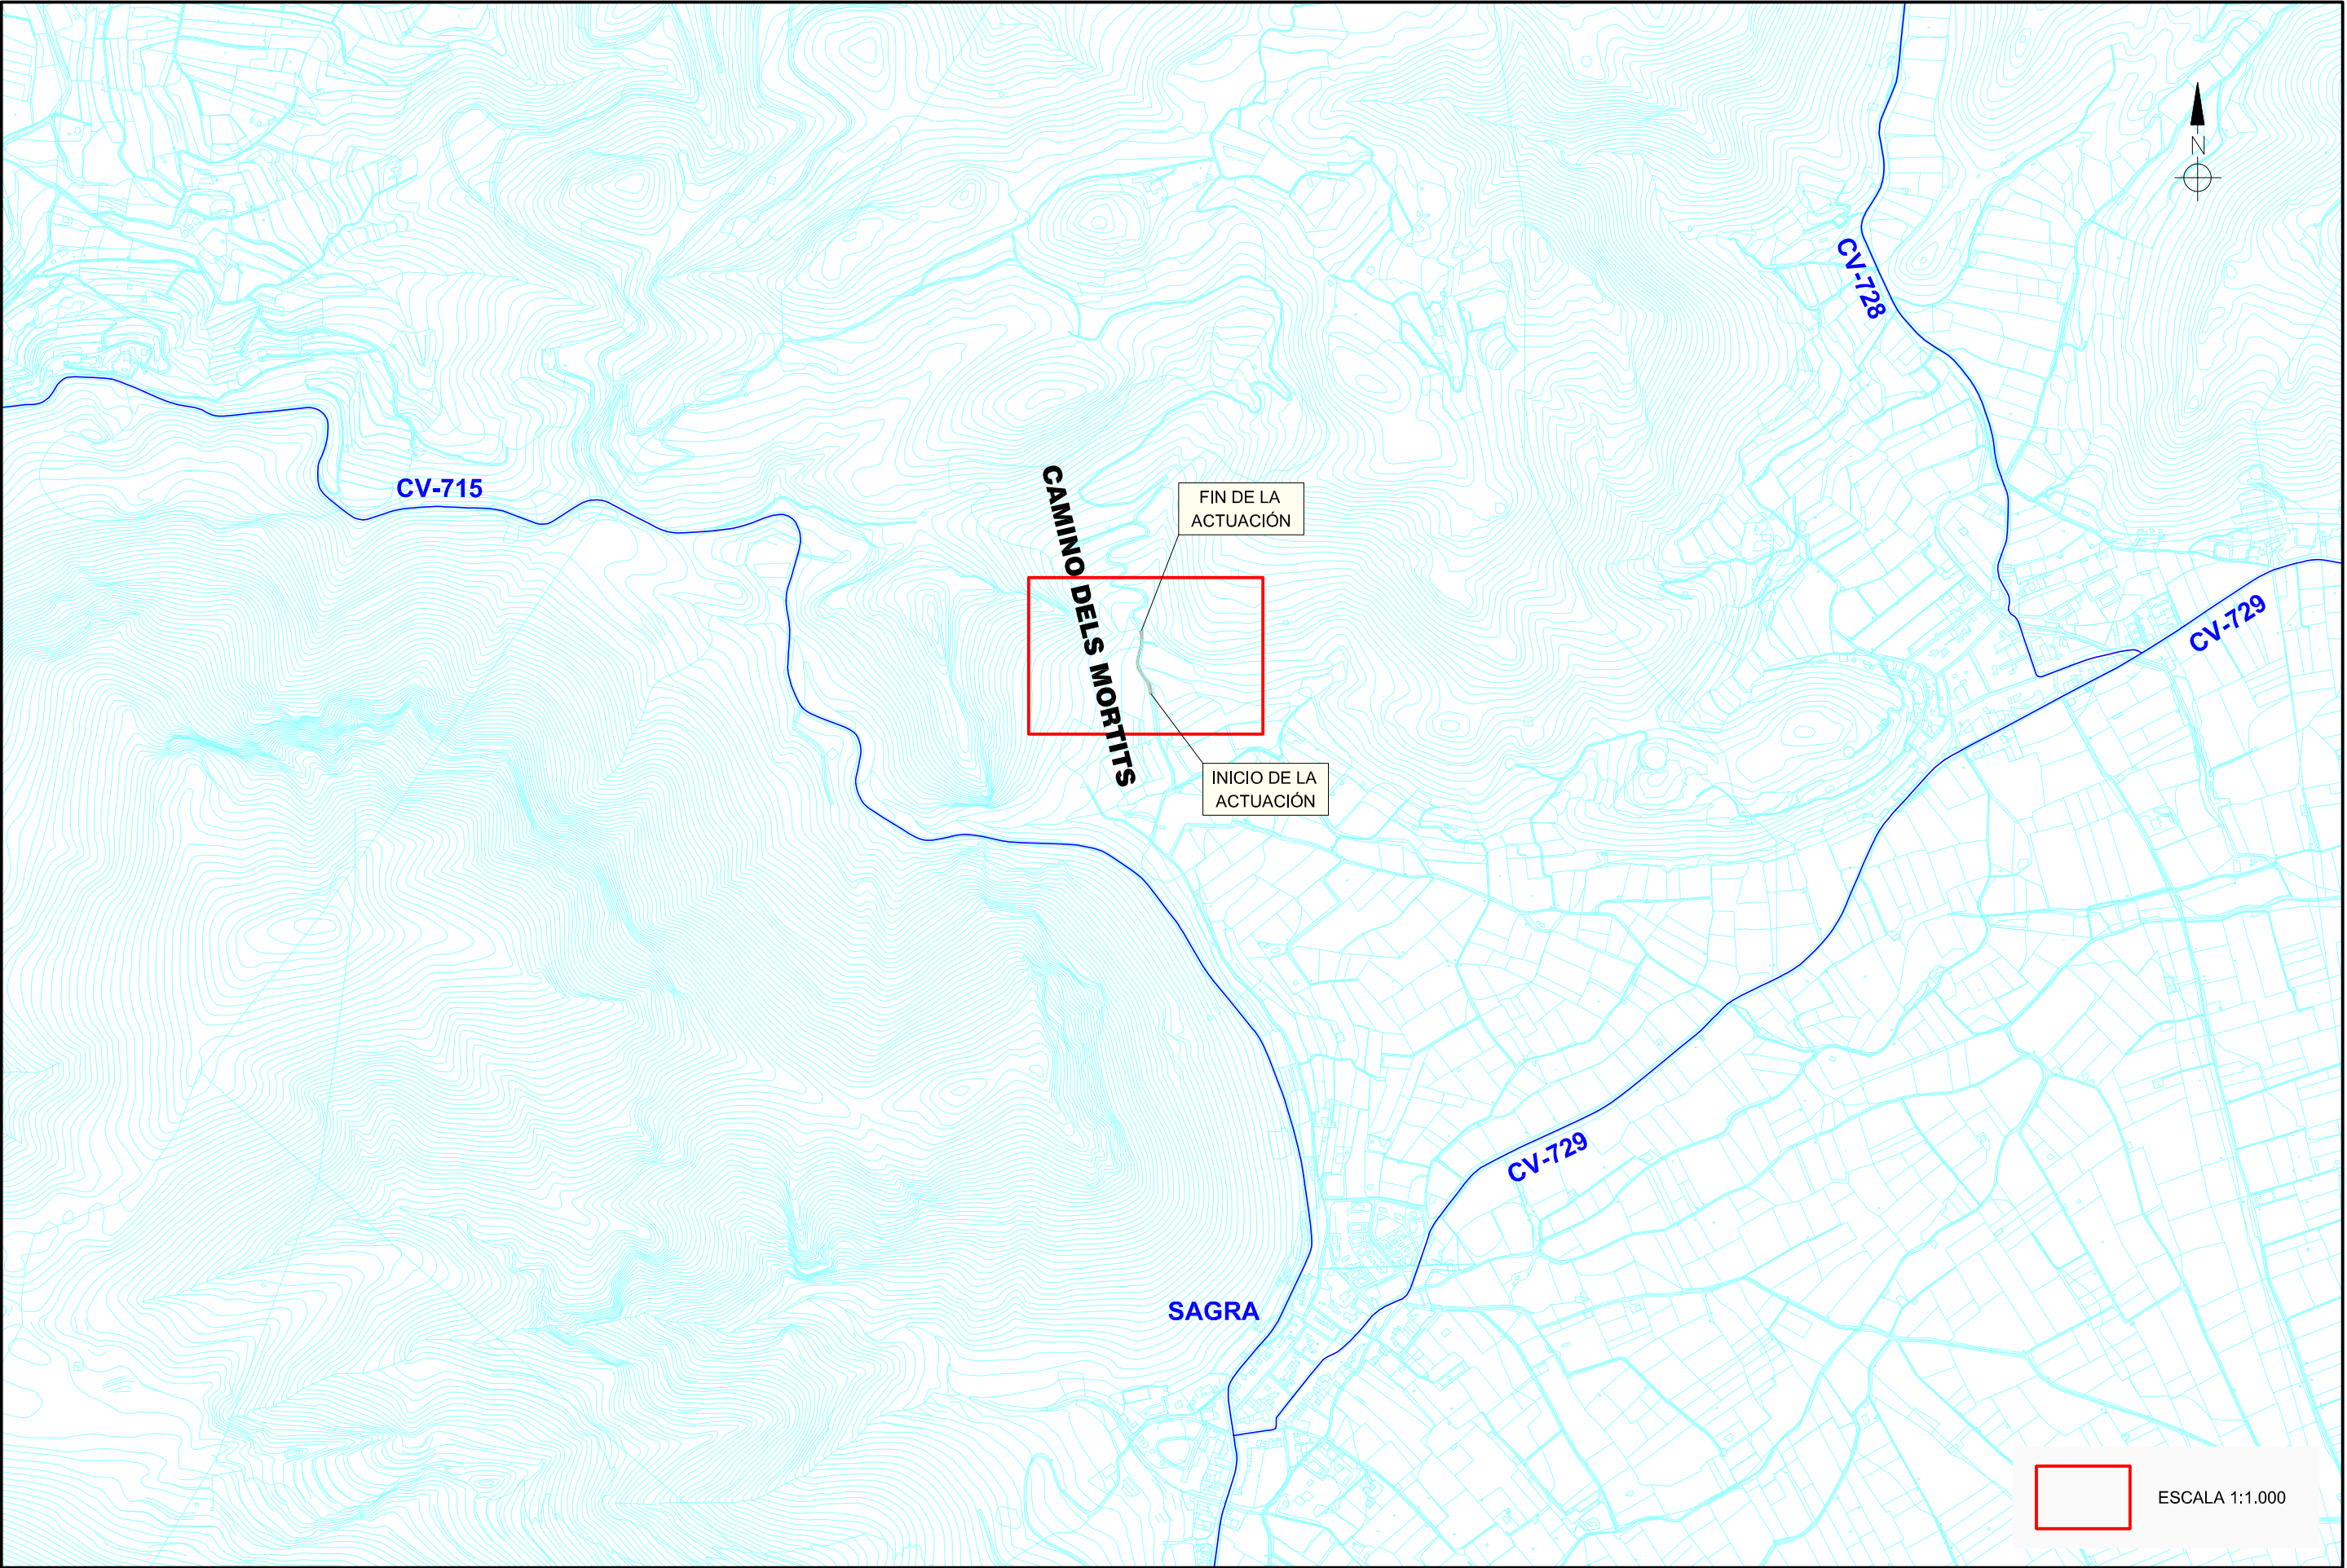 N
CV-728
CV-715
CAMINO DELS MORTITS
FIN DE LA
ACTUACIÓN
CV-729
INICIO DE LA
ACTUACIÓN
CV-729
SAGRA
ESCALA 1:1.000